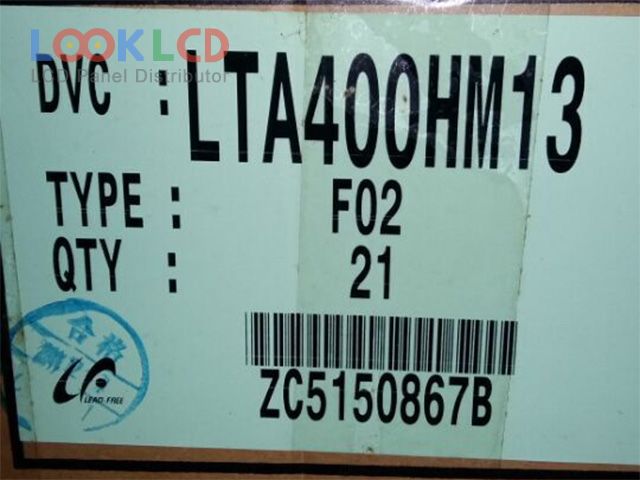 LOOKLCD
LCD Panel Distributor
DVC : LTA400HM13
TYPE : F02
QTY : 21
ZC5150867B
合格
LEAD FREE